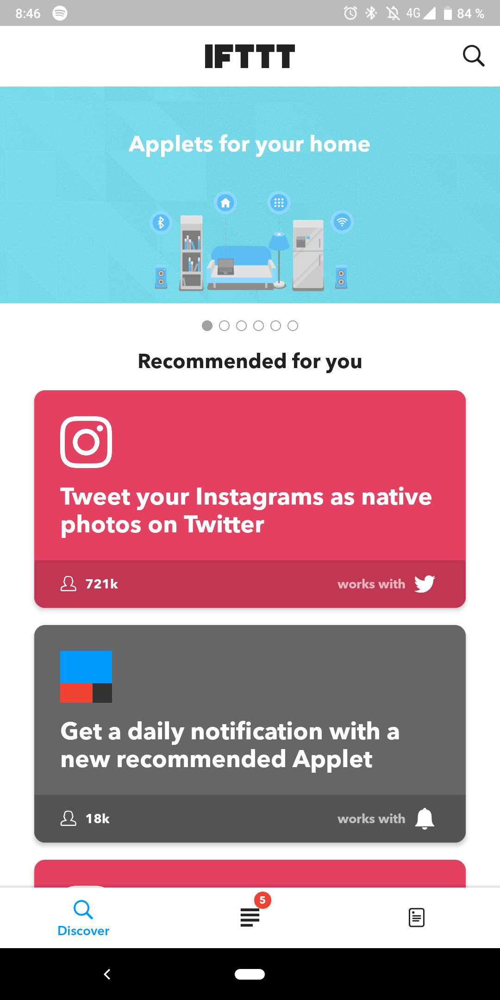 8:46
4G 84 %
IFTTT
Applets for your home
Recommended for you
Tweet your Instagrams as native
photos on Twitter
721k
works with
Get a daily notification with a
new recommended Applet
18k
works with
5
Discover